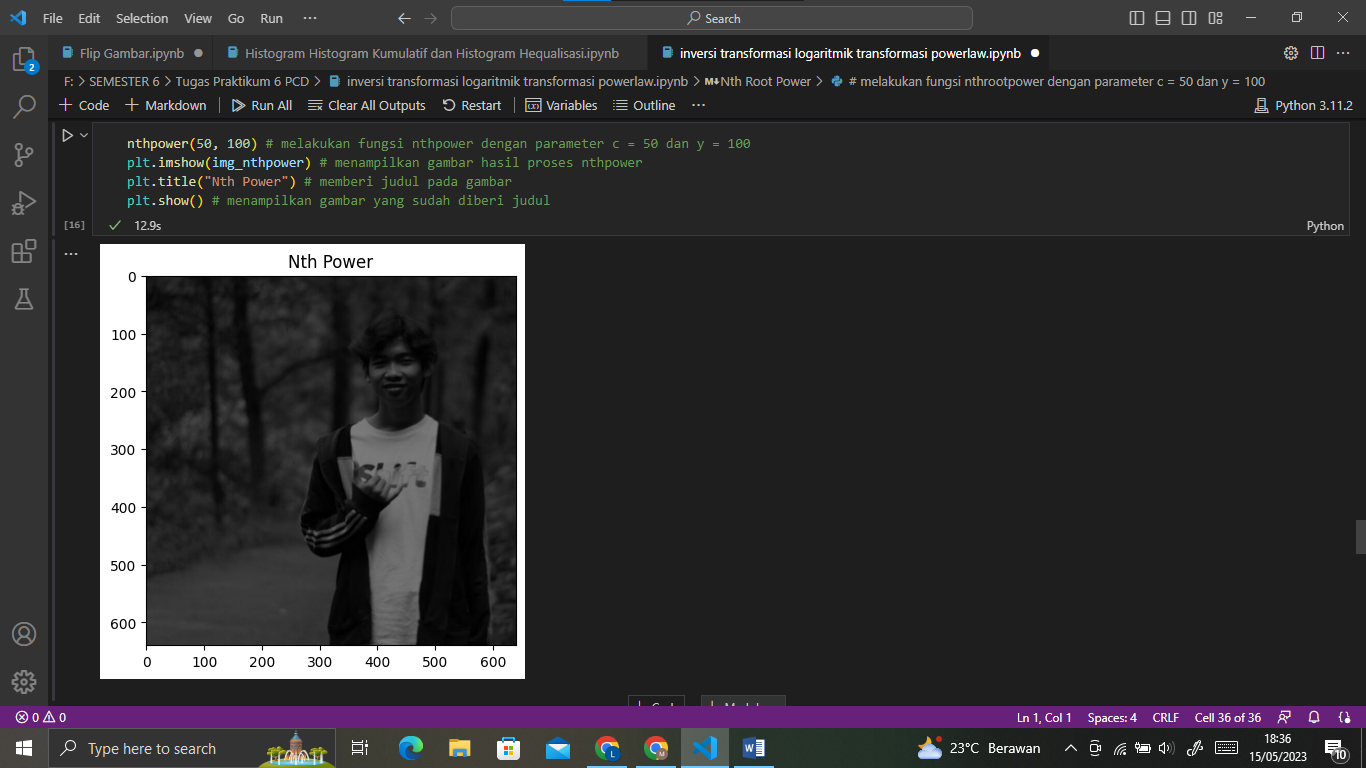 File Edit Selection View Go Run ··· Search
Flip Gambar.ipynb Histogram Histogram Kumulatif dan Histogram Hequalisasi.ipynb inversi transformasi logaritmik transformasi powerlaw.ipynb
F: > SEMESTER 6 > Tugas Praktikum 6 PCD > inversi transformasi logaritmik transformasi powerlaw.ipynb > M↓Nth Root Power > # melakukan fungsi nthrootpower dengan parameter c = 50 dan y = 100
+ Code + Markdown Run All Clear All Outputs Restart Variables Outline ··· Python 3.11.2
nthpower(50, 100) # melakukan fungsi nthpower dengan parameter c = 50 dan y = 100
plt.imshow(img_nthpower) # menampilkan gambar hasil proses nthpower
plt.title("Nth Power") # memberi judul pada gambar
plt.show() # menampilkan gambar yang sudah diberi judul
[16] ✓ 12.9s Python
2
···
Nth Power
0
100
200
300
400
500
600
0 100 200 300 400 500 600
0 0 Ln 1, Col 1 Spaces: 4 CRLF Cell 36 of 36
Type here to search L M W 23°C Berawan 18:36
15/05/2023 10